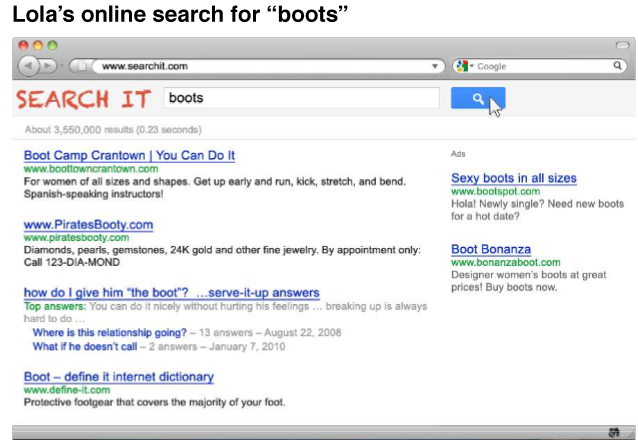 Lola’s online search for “boots”
www.searchit.com
Google
SEARCH IT
boots
About 3,550,000 results (0.23 seconds)
Boot Camp Crantown | You Can Do It
www.boottowncrantown.com
For women of all sizes and shapes. Get up early and run, kick, stretch, and bend.
Spanish-speaking instructors!
www.PiratesBooty.com
www.piratesbooty.com
Diamonds, pearls, gemstones, 24K gold and other fine jewelry. By appointment only:
Call 123-DIA-MOND
how do I give him “the boot”? …serve-it-up answers
Top answers: You can do it nicely without hurting his feelings … breaking up is always
hard to do …
Where is this relationship going? – 13 answers – August 22, 2008
What if he doesn’t call – 2 answers – January 7, 2010
Boot – define it internet dictionary
www.define-it.com
Protective footgear that covers the majority of your foot.
Ads
Sexy boots in all sizes
www.bootspot.com
Hola! Newly single? Need new boots
for a hot date?
Boot Bonanza
www.bonanzaboot.com
Designer women’s boots at great
prices! Buy boots now.